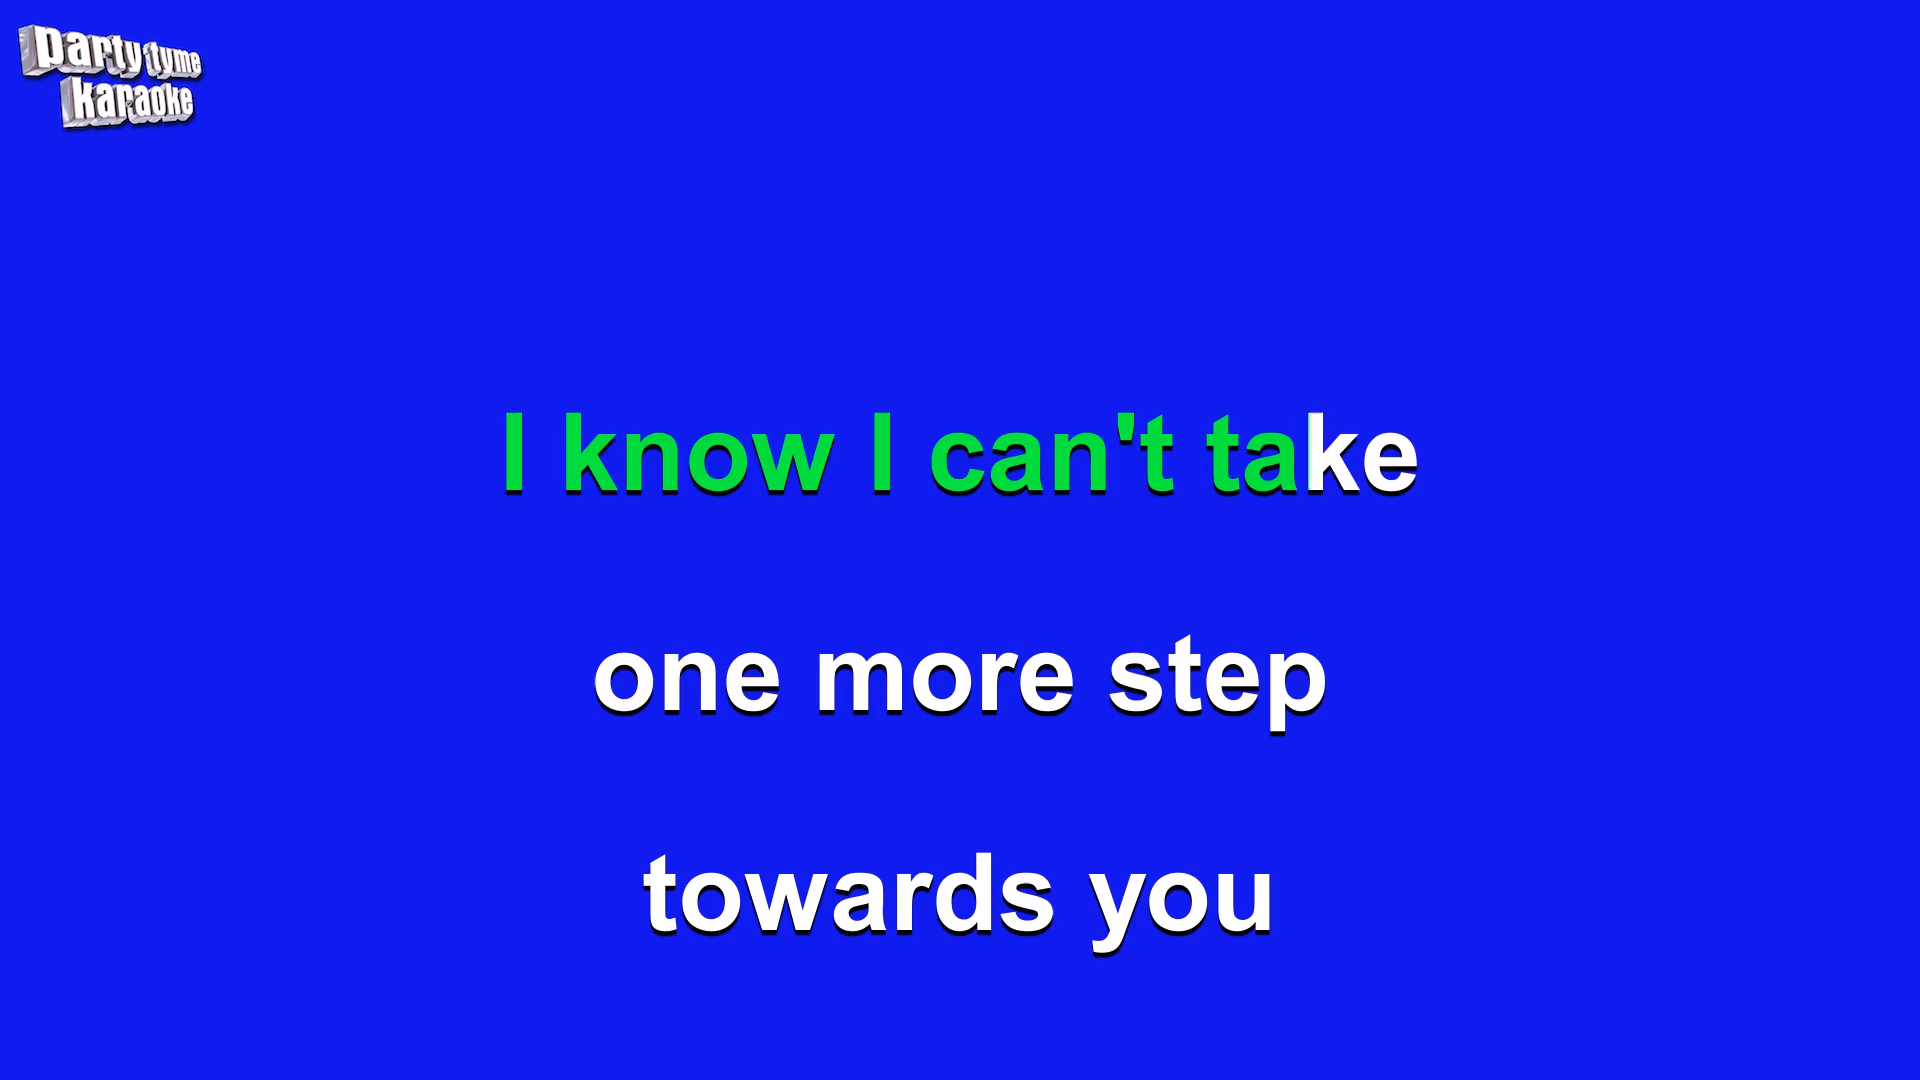 party tyme
karaoke
I know I can't take
one more step
towards you